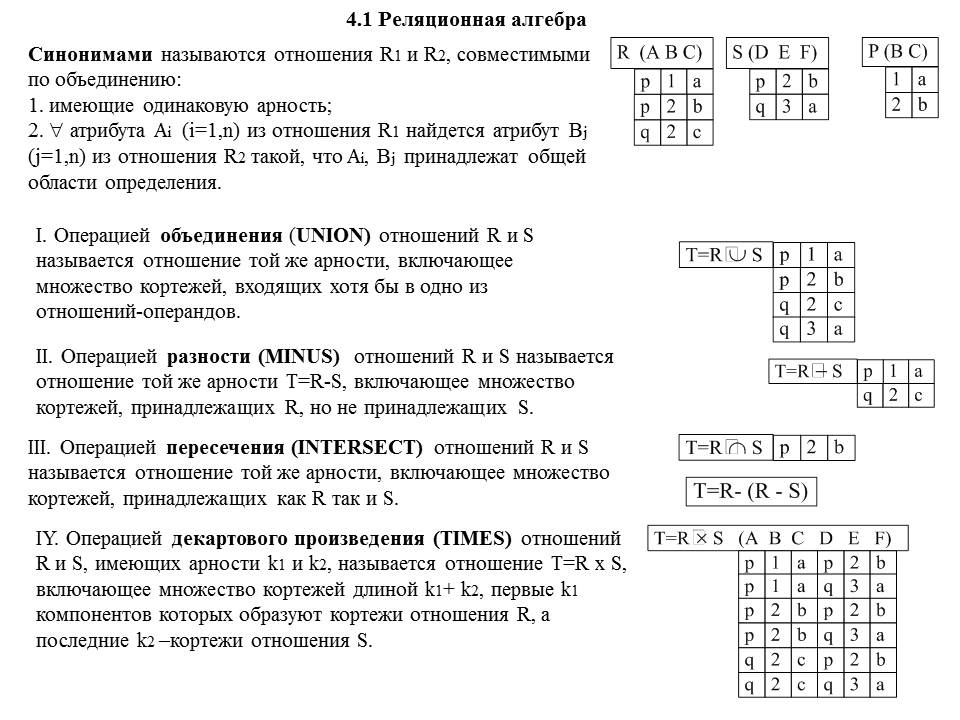 4.1 Реляционная алгебра
Синонимами называются отношения R1 и R2, совместимыми
по объединению:
1. имеющие одинаковую арность;
2. ∀ атрибута Ai (i=1,n) из отношения R1 найдется атрибут Bj
(j=1,n) из отношения R2 такой, что Ai, Bj принадлежат общей
области определения.
R (A B C)
p 1 a
p 2 b
q 2 c
S (D E F)
p 2 b
q 3 a
P (B C)
1 a
2 b
I. Операцией объединения (UNION) отношений R и S
называется отношение той же арности, включающее
множество кортежей, входящих хотя бы в одно из
отношений-операндов.
T=R ∪ S p 1 a
p 2 b
q 2 c
q 3 a
II. Операцией разности (MINUS) отношений R и S называется
отношение той же арности T=R-S, включающее множество
кортежей, принадлежащих R, но не принадлежащих S.
T=R – S p 1 a
q 2 c
III. Операцией пересечения (INTERSECT) отношений R и S
называется отношение той же арности, включающее множество
кортежей, принадлежащих как R так и S.
T=R ∩ S p 2 b
T=R- (R - S)
IY. Операцией декартового произведения (TIMES) отношений
R и S, имеющих арности k1 и k2, называется отношение T=R x S,
включающее множество кортежей длиной k1+ k2, первые k1
компонентов которых образуют кортежи отношения R, а
последние k2 –кортежи отношения S.
T=R × S (A B C D E F)
p 1 a p 2 b
p 1 a q 3 a
p 2 b p 2 b
p 2 b q 3 a
q 2 c p 2 b
q 2 c q 3 a